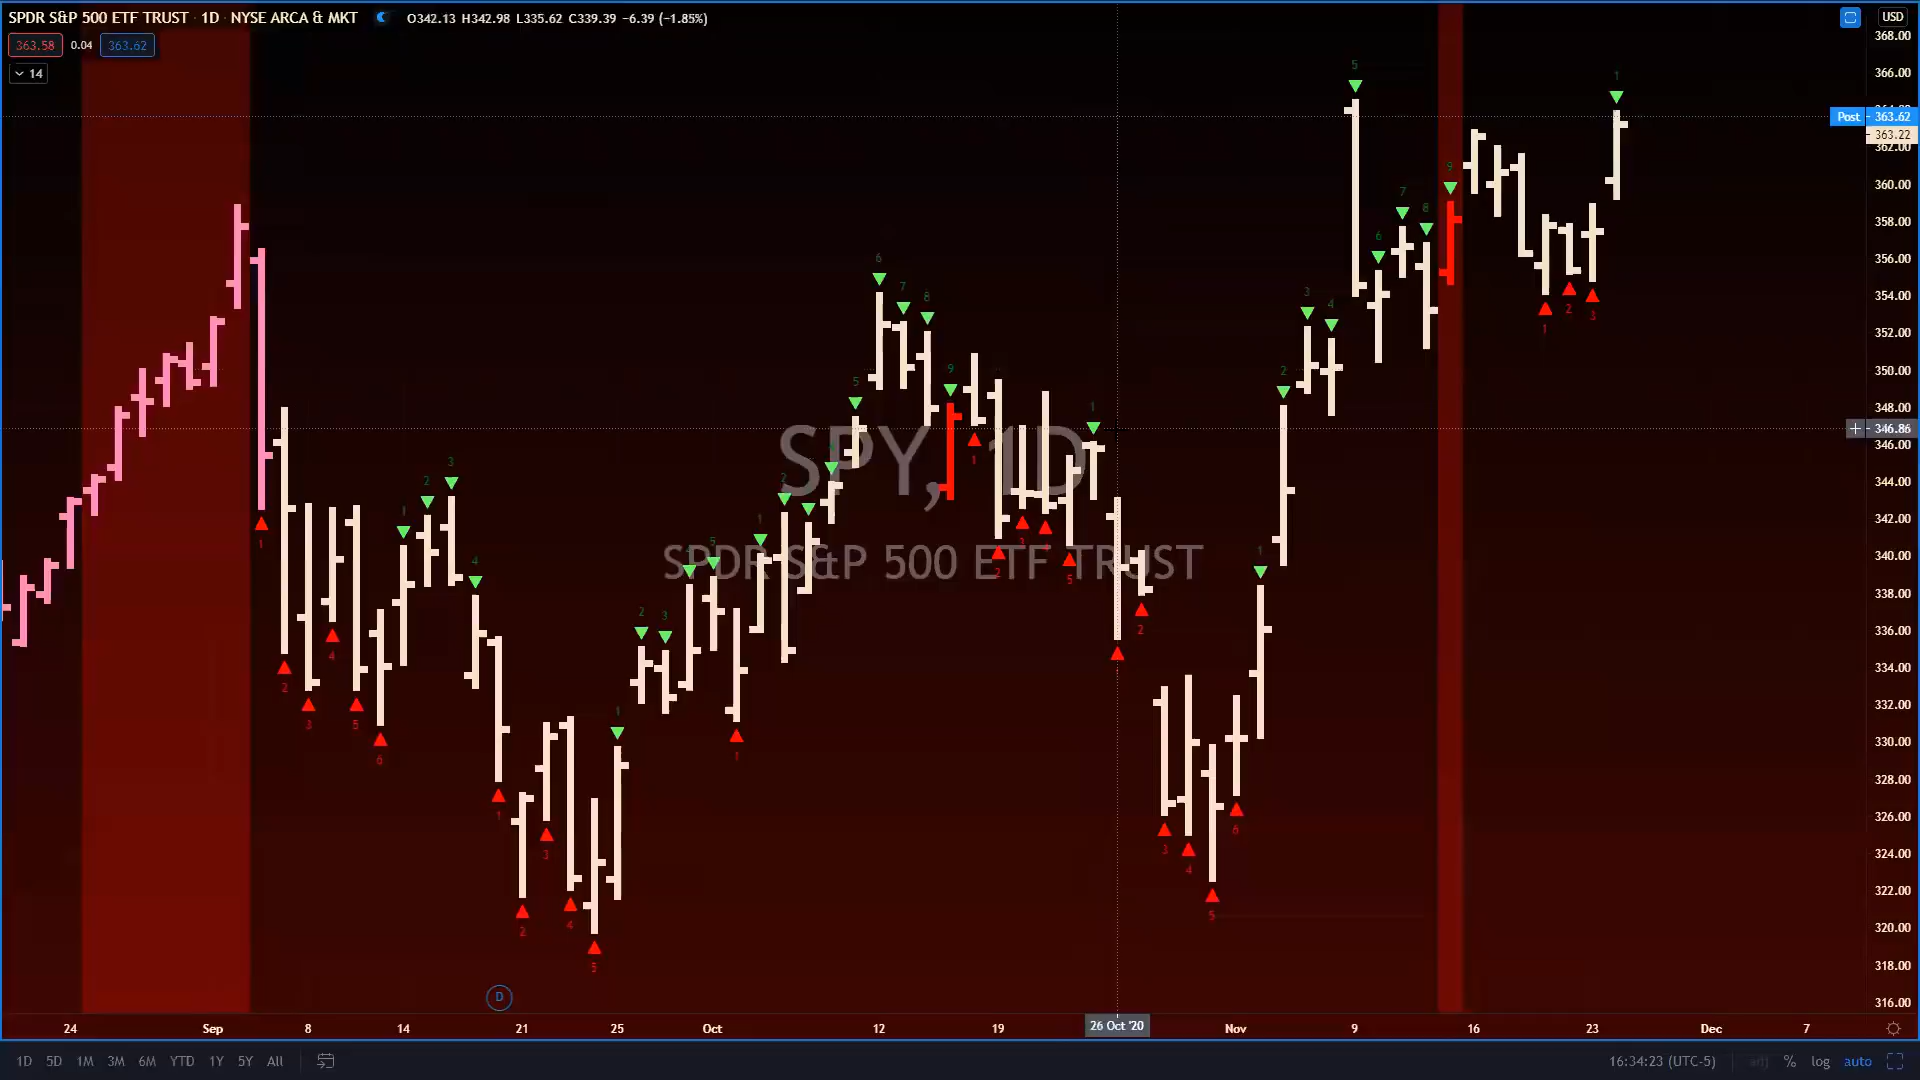 SPDR S&P 500 ETF TRUST · 1D · NYSE ARCA & MKT O342.13 H342.98 L335.62 C339.39 −6.39 (−1.85%)
USD
363.58 0.04 363.62
14
368.00
366.00
Post 363.62
363.22
362.00
360.00
358.00
356.00
354.00
352.00
350.00
348.00
346.86
346.00
344.00
342.00
340.00
338.00
336.00
334.00
332.00
330.00
328.00
326.00
324.00
322.00
320.00
318.00
316.00
SPY, 1D
SPDR S&P 500 ETF TRUST
D
24 Sep 8 14 21 25 Oct 12 19 26 Oct '20 Nov 9 16 23 Dec 7
1D 5D 1M 3M 6M YTD 1Y 5Y All
16:34:23 (UTC-5) adj % log auto